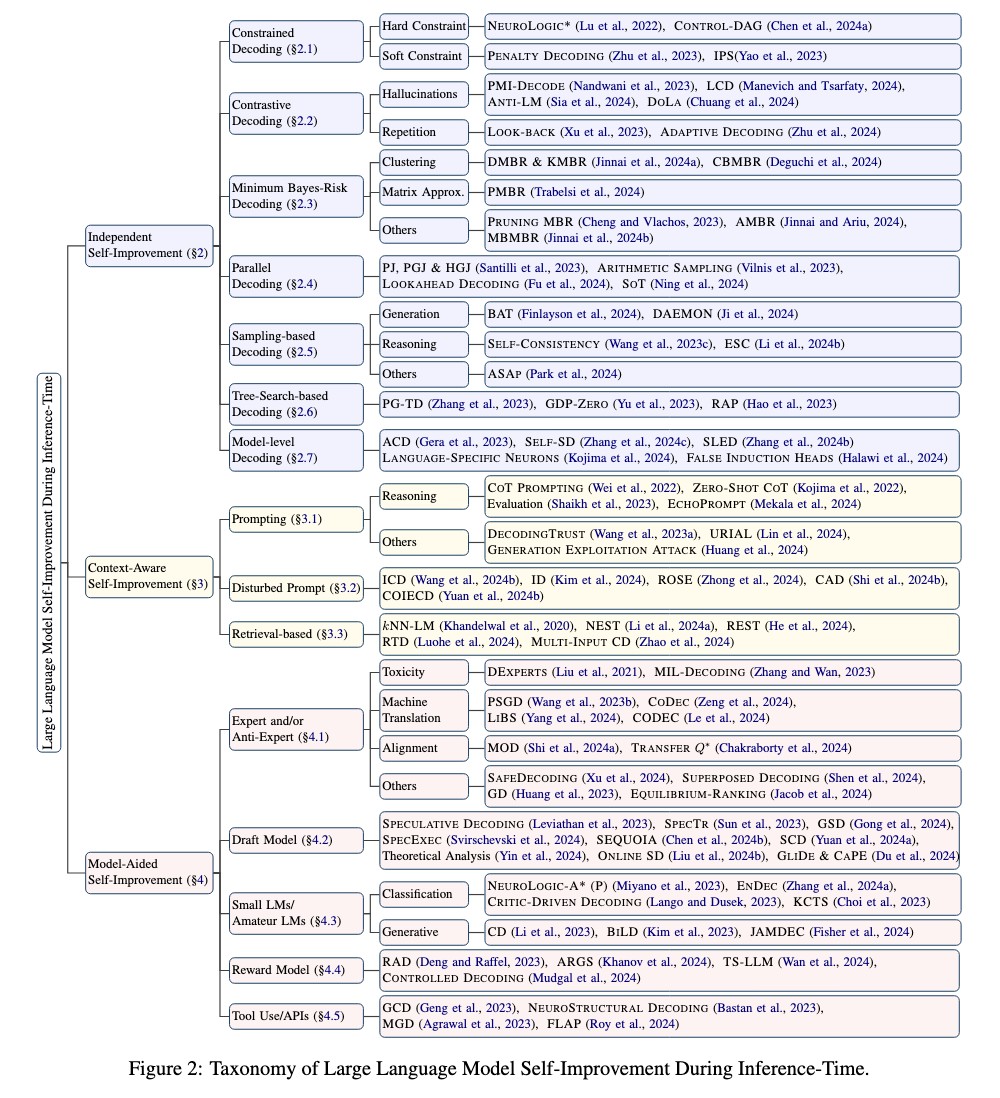 Large Language Model Self-Improvement During Inference-Time
Independent
Self-Improvement (§2)
Constrained
Decoding (§2.1)
Hard Constraint
NEUROLOGIC* (Lu et al., 2022), CONTROL-DAG (Chen et al., 2024a)
Soft Constraint
PENALTY DECODING (Zhu et al., 2023), IPS(Yao et al., 2023)
Contrastive
Decoding (§2.2)
Hallucinations
PMI-DECODE (Nandwani et al., 2023), LCD (Manevich and Tsarfaty, 2024),
ANTI-LM (Sia et al., 2024), DOLA (Chuang et al., 2024)
Repetition
LOOK-BACK (Xu et al., 2023), ADAPTIVE DECODING (Zhu et al., 2024)
Minimum Bayes-Risk
Decoding (§2.3)
Clustering
DMBR & KMBR (Jinnai et al., 2024a), CBMBR (Deguchi et al., 2024)
Matrix Approx.
PMBR (Trabelsi et al., 2024)
Others
PRUNING MBR (Cheng and Vlachos, 2023), AMBR (Jinnai and Ariu, 2024),
MBMBR (Jinnai et al., 2024b)
Parallel
Decoding (§2.4)
PJ, PGJ & HGJ (Santilli et al., 2023), ARITHMETIC SAMPLING (Vilnis et al., 2023),
LOOKAHEAD DECODING (Fu et al., 2024), SOT (Ning et al., 2024)
Sampling-based
Decoding (§2.5)
Generation
BAT (Finlayson et al., 2024), DAEMON (Ji et al., 2024)
Reasoning
SELF-CONSISTENCY (Wang et al., 2023c), ESC (Li et al., 2024b)
Others
ASAP (Park et al., 2024)
Tree-Search-based
Decoding (§2.6)
PG-TD (Zhang et al., 2023), GDP-ZERO (Yu et al., 2023), RAP (Hao et al., 2023)
Model-level
Decoding (§2.7)
ACD (Gera et al., 2023), SELF-SD (Zhang et al., 2024c), SLED (Zhang et al., 2024b)
LANGUAGE-SPECIFIC NEURONS (Kojima et al., 2024), FALSE INDUCTION HEADS (Halawi et al., 2024)
Context-Aware
Self-Improvement (§3)
Prompting (§3.1)
Reasoning
COT PROMPTING (Wei et al., 2022), ZERO-SHOT COT (Kojima et al., 2022),
Evaluation (Shaikh et al., 2023), ECHOPROMPT (Mekala et al., 2024)
Others
DECODINGTRUST (Wang et al., 2023a), URIAL (Lin et al., 2024),
GENERATION EXPLOITATION ATTACK (Huang et al., 2024)
Disturbed Prompt (§3.2)
ICD (Wang et al., 2024b), ID (Kim et al., 2024), ROSE (Zhong et al., 2024), CAD (Shi et al., 2024b),
COIECD (Yuan et al., 2024b)
Retrieval-based (§3.3)
kNN-LM (Khandelwal et al., 2020), NEST (Li et al., 2024a), REST (He et al., 2024),
RTD (Luohe et al., 2024), MULTI-INPUT CD (Zhao et al., 2024)
Model-Aided
Self-Improvement (§4)
Expert and/or
Anti-Expert (§4.1)
Toxicity
DEXPERTS (Liu et al., 2021), MIL-DECODING (Zhang and Wan, 2023)
Machine
Translation
PSGD (Wang et al., 2023b), CODEC (Zeng et al., 2024),
LIBS (Yang et al., 2024), CODEC (Le et al., 2024)
Alignment
MOD (Shi et al., 2024a), TRANSFER Q* (Chakraborty et al., 2024)
Others
SAFEDECODING (Xu et al., 2024), SUPERPOSED DECODING (Shen et al., 2024),
GD (Huang et al., 2023), EQUILIBRIUM-RANKING (Jacob et al., 2024)
Draft Model (§4.2)
SPECULATIVE DECODING (Leviathan et al., 2023), SPECTR (Sun et al., 2023), GSD (Gong et al., 2024),
SPECEXEC (Svirschevski et al., 2024), SEQUOIA (Chen et al., 2024b), SCD (Yuan et al., 2024a),
Theoretical Analysis (Yin et al., 2024), ONLINE SD (Liu et al., 2024b), GLIDE & CAPE (Du et al., 2024)
Small LMs/
Amateur LMs (§4.3)
Classification
NEUROLOGIC-A* (P) (Miyano et al., 2023), ENDEC (Zhang et al., 2024a),
CRITIC-DRIVEN DECODING (Lango and Dusek, 2023), KCTS (Choi et al., 2023)
Generative
CD (Li et al., 2023), BILD (Kim et al., 2023), JAMDEC (Fisher et al., 2024)
Reward Model (§4.4)
RAD (Deng and Raffel, 2023), ARGS (Khanov et al., 2024), TS-LLM (Wan et al., 2024),
CONTROLLED DECODING (Mudgal et al., 2024)
Tool Use/APIs (§4.5)
GCD (Geng et al., 2023), NEUROSTRUCTURAL DECODING (Bastan et al., 2023),
MGD (Agrawal et al., 2023), FLAP (Roy et al., 2024)
Figure 2: Taxonomy of Large Language Model Self-Improvement During Inference-Time.